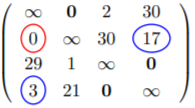 ∞ 0 2 30
0 ∞ 30 17
29 1 ∞ 0
3 21 0 ∞